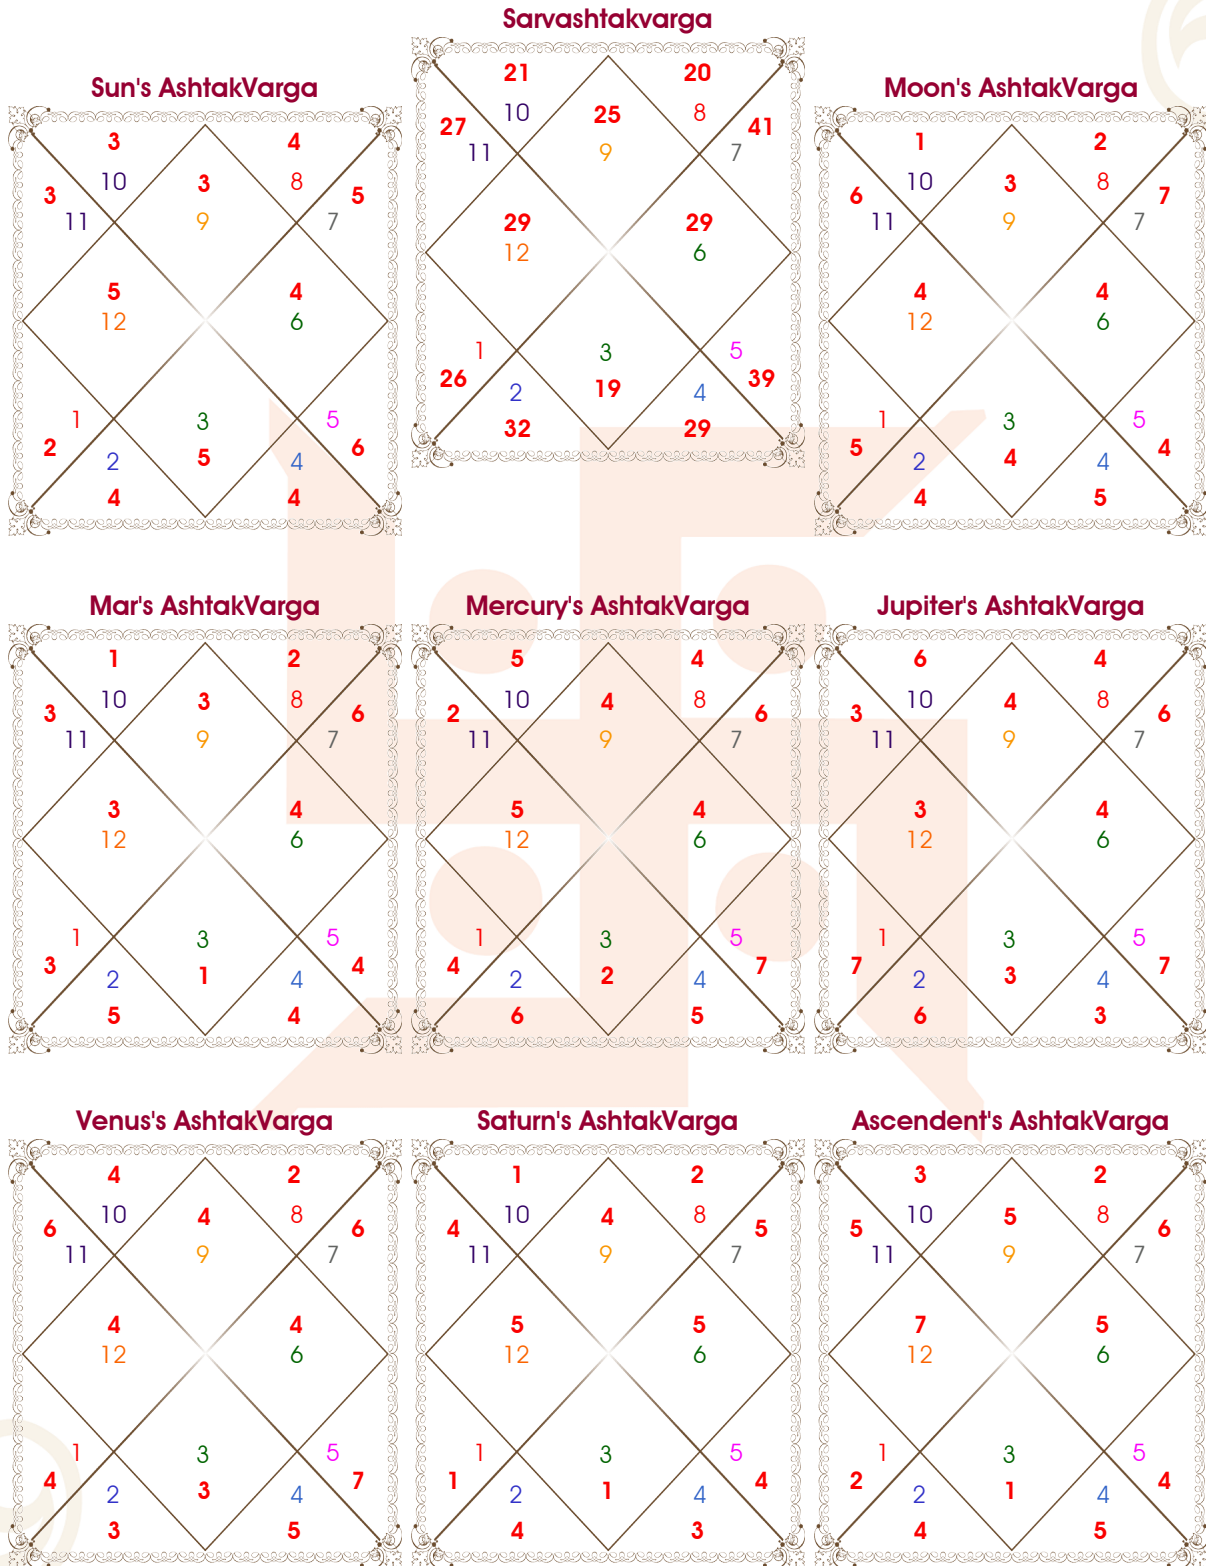 Sarvashtakvarga
21 20
10 25 8
27 41
11 9 7
29 29
12 6
1 3 5
26 19 39
2 4
32 29
Sun's AshtakVarga
3 4
10 3 8
3 5
11 9 7
5 4
12 6
1 3 5
2 5 6
2 4
4 4
Moon's AshtakVarga
1 2
10 3 8
6 7
11 9 7
4 4
12 6
1 3 5
5 4 4
2 4
4 5
Mar's AshtakVarga
1 2
10 3 8
3 6
11 9 7
3 4
12 6
1 3 5
3 1 4
2 4
5 4
Mercury's AshtakVarga
5 4
10 4 8
2 6
11 9 7
5 4
12 6
1 3 5
4 2 7
2 4
6 5
Jupiter's AshtakVarga
6 4
10 4 8
3 6
11 9 7
3 4
12 6
1 3 5
7 3 7
2 4
6 3
Venus's AshtakVarga
4 2
10 4 8
6 6
11 9 7
4 4
12 6
1 3 5
4 3 7
2 4
3 5
Saturn's AshtakVarga
1 2
10 4 8
4 5
11 9 7
5 5
12 6
1 3 5
1 1 4
2 4
4 3
Ascendent's AshtakVarga
3 2
10 5 8
5 6
11 9 7
7 5
12 6
1 3 5
2 1 4
2 4
4 5